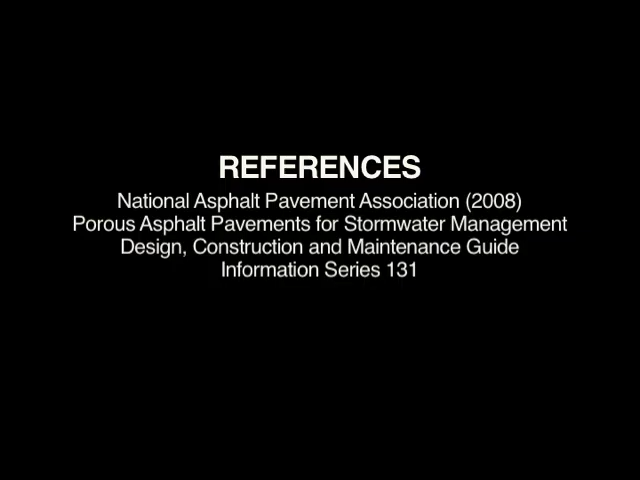 REFERENCES
National Asphalt Pavement Association (2008)
Porous Asphalt Pavements for Stormwater Management
Design, Construction and Maintenance Guide
Information Series 131